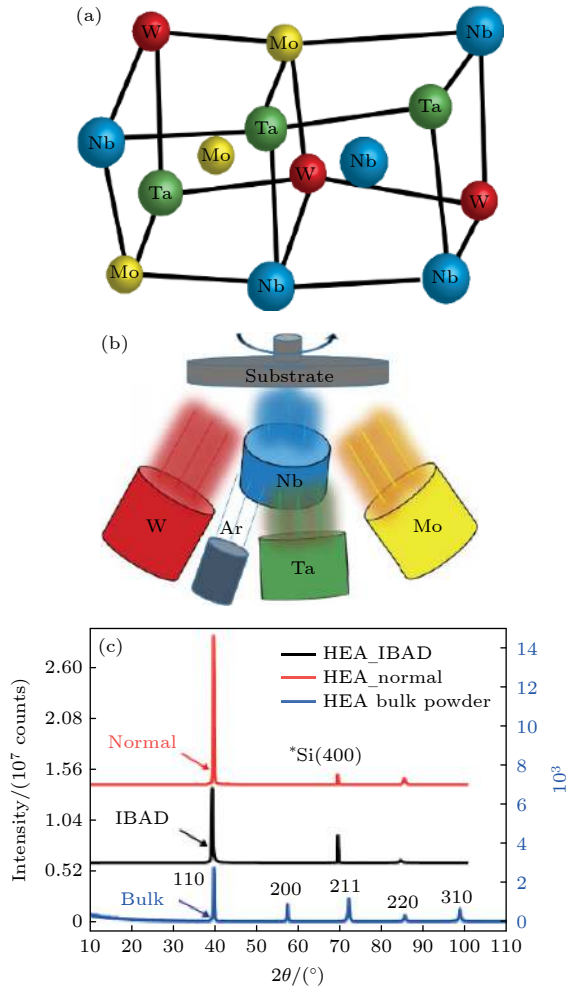 (a)
W
Mo
Nb
Nb
Ta
Ta
Mo
Nb
Ta
W
W
Mo
Nb
Nb
(b)
Substrate
Nb
W
Ar
Ta
Mo
(c)
HEA_IBAD
HEA_normal
HEA bulk powder
Normal
*Si(400)
IBAD
110
200
211
220
310
Bulk
Intensity/(10⁷ counts)
2.60
2.08
1.56
1.04
0.52
0
14
12
10
8
6
4
2
0
10³
10 20 30 40 50 60 70 80 90 100 110
2θ/(°)